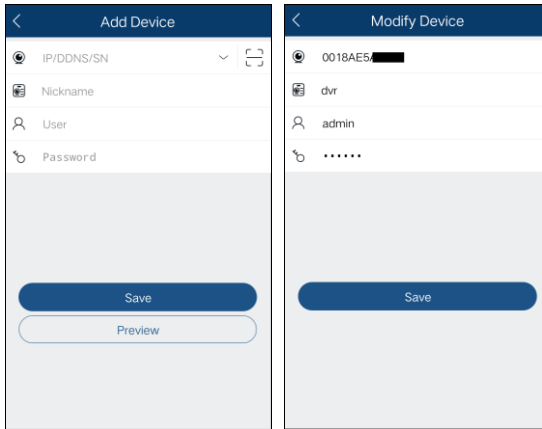 Add Device
IP/DDNS/SN
Nickname
User
Password
Save
Preview
Modify Device
0018AE5
dvr
admin
••••••
Save